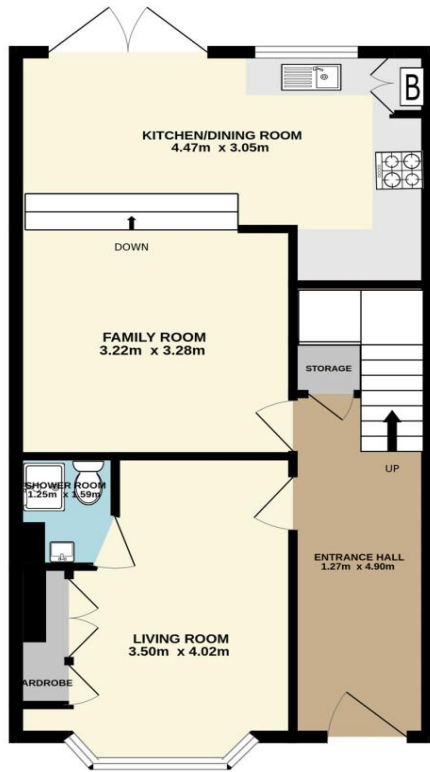 B
KITCHEN/DINING ROOM
4.47m x 3.05m
DOWN
FAMILY ROOM
3.22m x 3.28m
STORAGE
UP
SHOWER ROOM
1.25m x 1.59m
ENTRANCE HALL
1.27m x 4.90m
LIVING ROOM
3.50m x 4.02m
ARDROBE